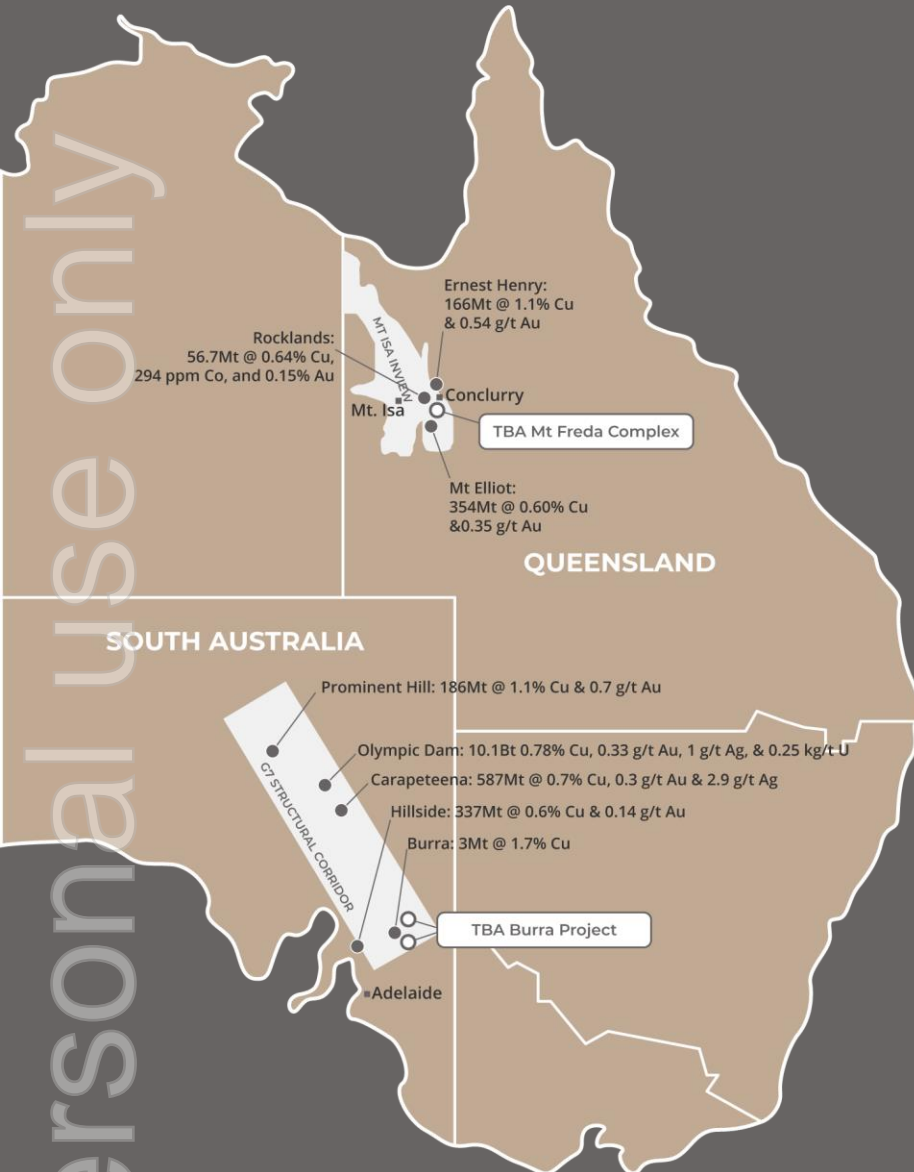 Ernest Henry:
166Mt @ 1.1% Cu
& 0.54 g/t Au
Rocklands:
56.7Mt @ 0.64% Cu,
294 ppm Co, and 0.15% Au
MT ISA INVIEW
Conclurry
Mt. Isa
TBA Mt Freda Complex
Mt Elliot:
354Mt @ 0.60% Cu
&0.35 g/t Au
QUEENSLAND
SOUTH AUSTRALIA
Prominent Hill: 186Mt @ 1.1% Cu & 0.7 g/t Au
Olympic Dam: 10.1Bt 0.78% Cu, 0.33 g/t Au, 1 g/t Ag, & 0.25 kg/t U
Carapeteena: 587Mt @ 0.7% Cu, 0.3 g/t Au & 2.9 g/t Ag
Hillside: 337Mt @ 0.6% Cu & 0.14 g/t Au
Burra: 3Mt @ 1.7% Cu
G7 STRUCTURAL CORRIDOR
TBA Burra Project
Adelaide
ersonal use only